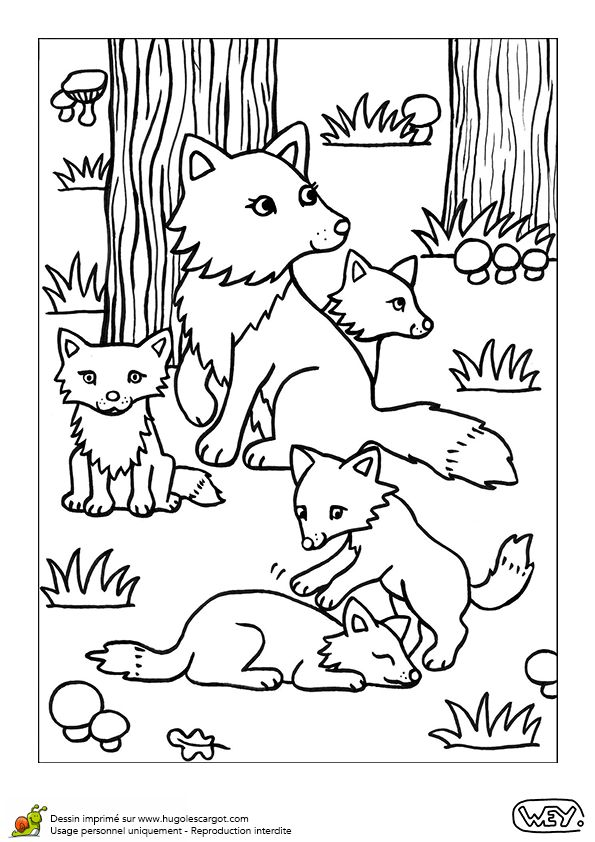 Dessin imprimé sur www.hugolescargot.com
Usage personnel uniquement - Reproduction interdite
WEY!